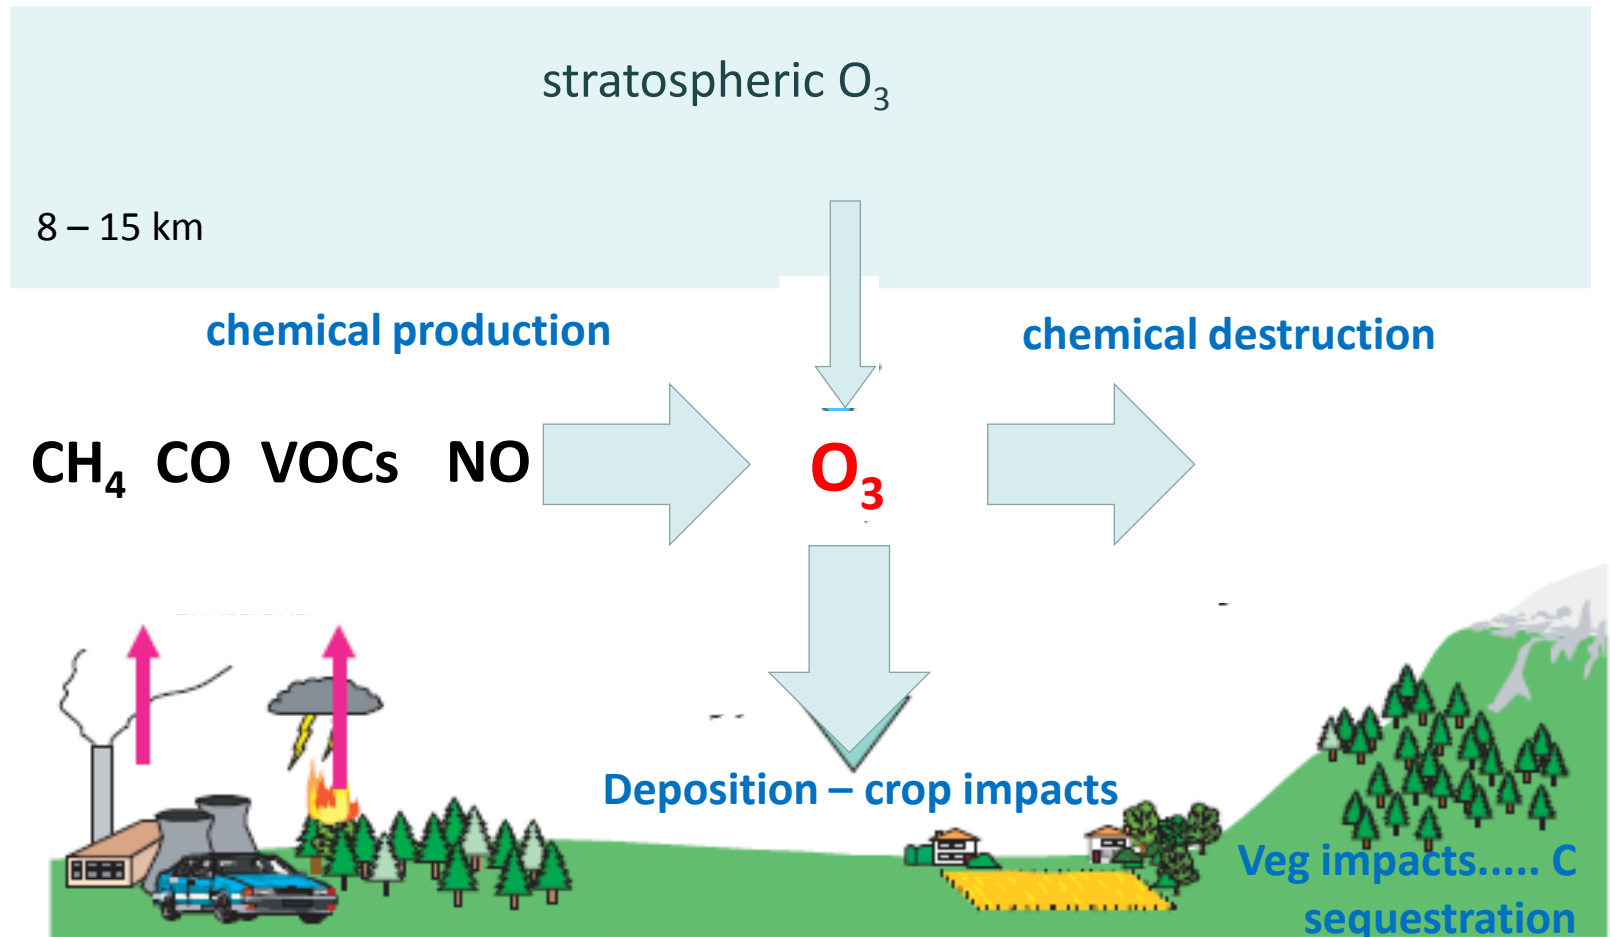 stratospheric O₃
8 – 15 km
chemical production
chemical destruction
CH₄ CO VOCs NO
O₃
Deposition – crop impacts
Veg impacts..... C
sequestration